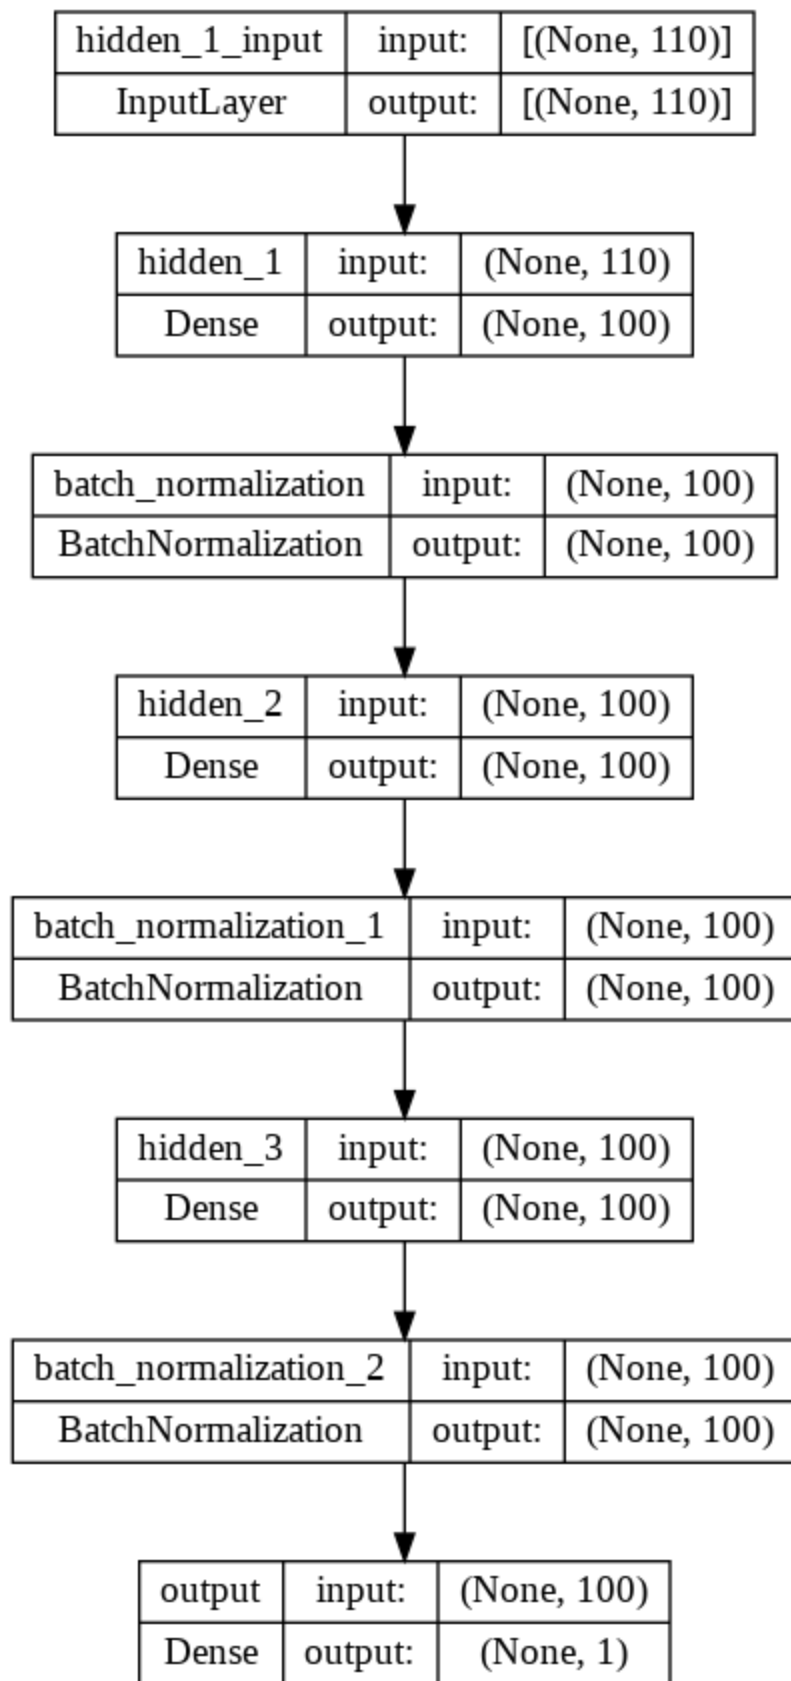 hidden_1_input input: [(None, 110)]
InputLayer output: [(None, 110)]
hidden_1 input: (None, 110)
Dense output: (None, 100)
batch_normalization input: (None, 100)
BatchNormalization output: (None, 100)
hidden_2 input: (None, 100)
Dense output: (None, 100)
batch_normalization_1 input: (None, 100)
BatchNormalization output: (None, 100)
hidden_3 input: (None, 100)
Dense output: (None, 100)
batch_normalization_2 input: (None, 100)
BatchNormalization output: (None, 100)
output input: (None, 100)
Dense output: (None, 1)